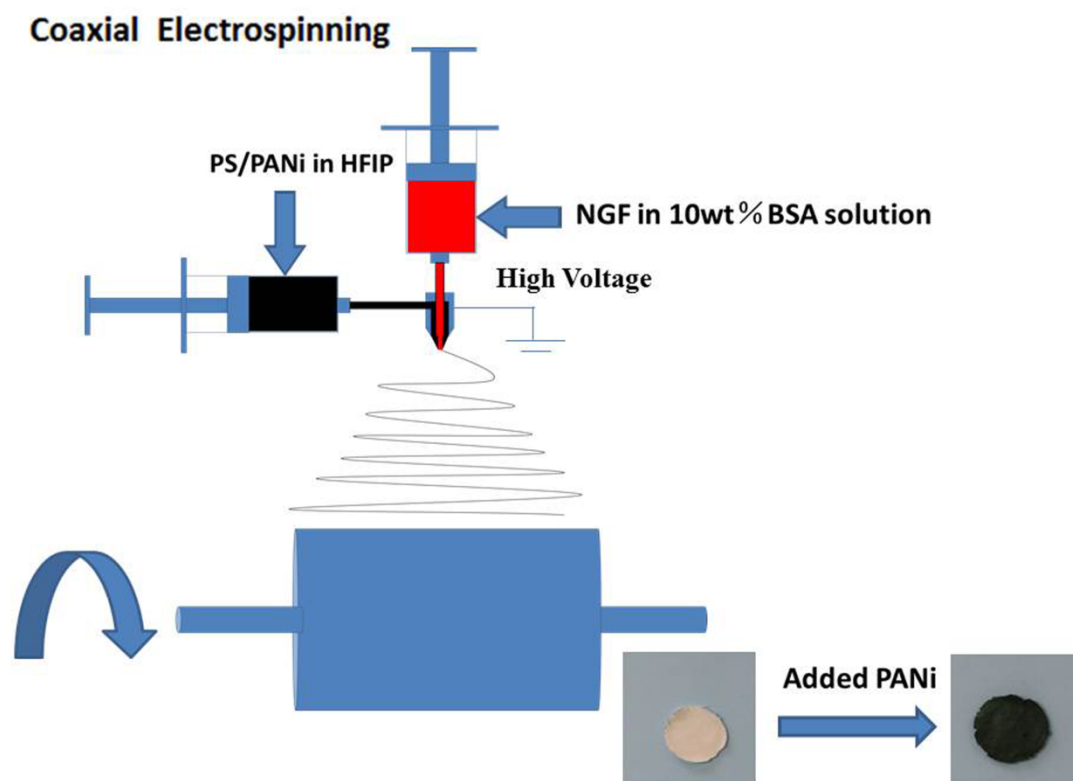 Coaxial Electrospinning
PS/PANi in HFIP
NGF in 10wt％BSA solution
High Voltage
Added PANi